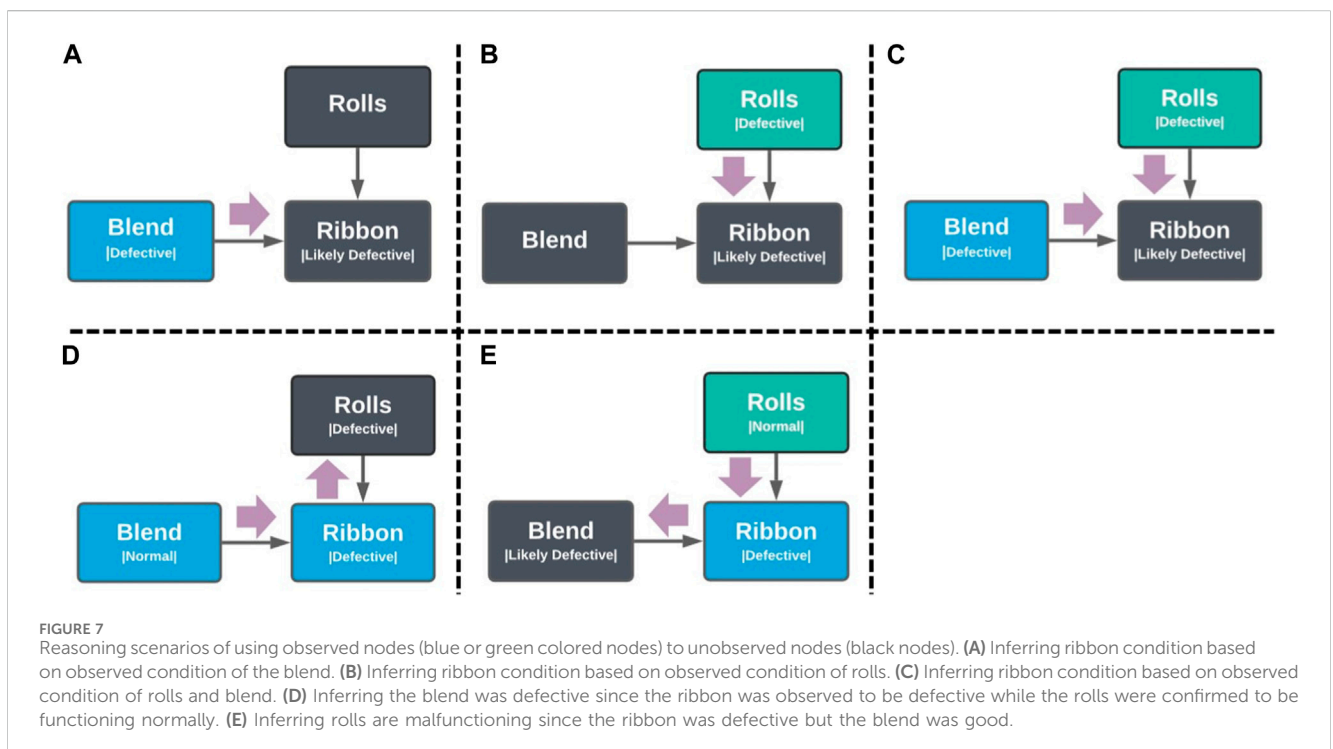 A
Rolls
Blend
|Defective|
Ribbon
|Likely Defective|
B
Rolls
|Defective|
Blend
Ribbon
|Likely Defective|
C
Rolls
|Defective|
Blend
|Defective|
Ribbon
|Likely Defective|
D
Rolls
|Defective|
Blend
|Normal|
Ribbon
|Defective|
E
Rolls
|Normal|
Blend
|Likely Defective|
Ribbon
|Defective|
FIGURE 7
Reasoning scenarios of using observed nodes (blue or green colored nodes) to unobserved nodes (black nodes). (A) Inferring ribbon condition based
on observed condition of the blend. (B) Inferring ribbon condition based on observed condition of rolls. (C) Inferring ribbon condition based on observed
condition of rolls and blend. (D) Inferring the blend was defective since the ribbon was observed to be defective while the rolls were confirmed to be
functioning normally. (E) Inferring rolls are malfunctioning since the ribbon was defective but the blend was good.